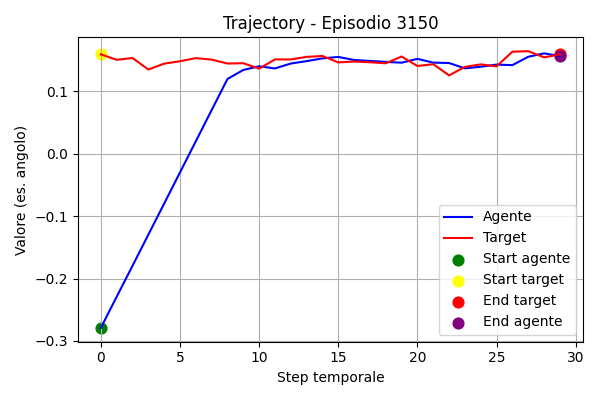 Trajectory - Episodio 3150
Valore (es. angolo)
0.1
0.0
−0.1
−0.2
−0.3
0
5
10
15
20
25
30
Step temporale
Agente
Target
Start agente
Start target
End target
End agente